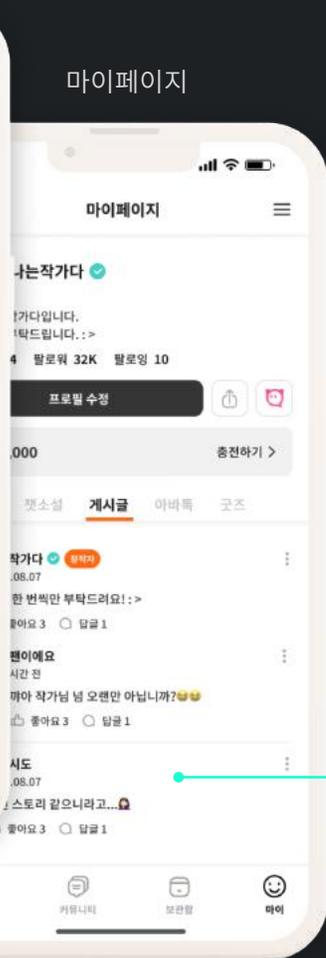 마이페이지
마이페이지
나는작가다
가다입니다.
부탁드립니다. : >
4 팔로워 32K 팔로잉 10
프로필 수정
,000 충전하기 >
챗소설 게시글 아바톡 굿즈
작가다 원작자
.08.07
한 번씩만 부탁드려요! : >
좋아요 3 답글 1
팬이에요
시간 전
꺄아 작가님 넘 오랜만 아닙니까?😂😂
좋아요 3 답글 1
시도
.08.07
스토리 같으니라고...
좋아요 3 답글 1
커뮤니티 보관함 마이